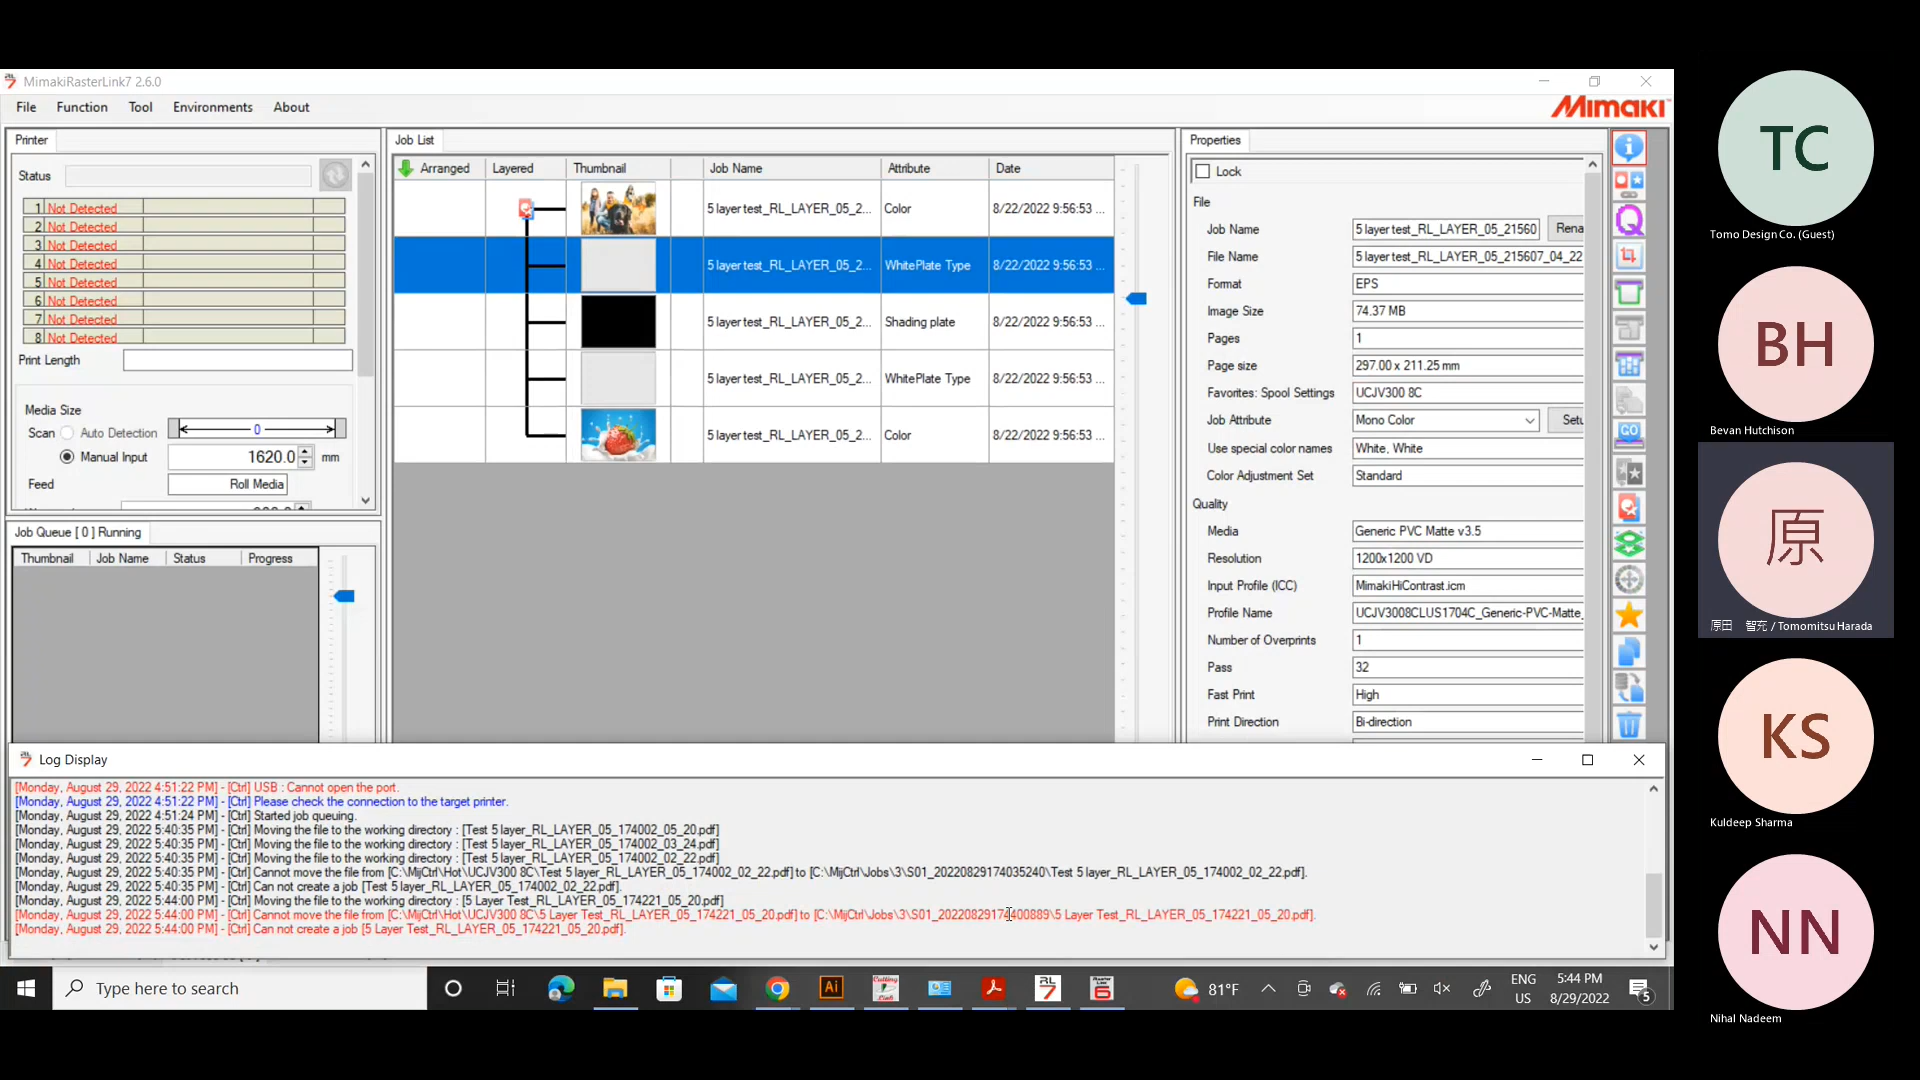 MimakiRasterLink7 2.6.0
File Function Tool Environments About
Mimaki
Printer
Status
1 Not Detected
2 Not Detected
3 Not Detected
4 Not Detected
5 Not Detected
6 Not Detected
7 Not Detected
8 Not Detected
Print Length
Media Size
Scan Auto Detection 0
Manual Input 1620.0 mm
Feed Roll Media
Job Queue [ 0 ] Running
Thumbnail Job Name Status Progress
Job List
Arranged Layered Thumbnail Job Name Attribute Date
5 layer test_RL_LAYER_05_2... Color 8/22/2022 9:56:53 ...
5 layer test_RL_LAYER_05_2... WhitePlate Type 8/22/2022 9:56:53 ...
5 layer test_RL_LAYER_05_2... Shading plate 8/22/2022 9:56:53 ...
5 layer test_RL_LAYER_05_2... WhitePlate Type 8/22/2022 9:56:53 ...
5 layer test_RL_LAYER_05_2... Color 8/22/2022 9:56:53 ...
Properties
Lock
File
Job Name 5 layer test_RL_LAYER_05_21560 Rena
File Name 5 layer test_RL_LAYER_05_215607_04_22
Format EPS
Image Size 74.37 MB
Pages 1
Page size 297.00 x 211.25 mm
Favorites: Spool Settings UCJV300 8C
Job Attribute Mono Color Setu
Use special color names White, White
Color Adjustment Set Standard
Quality
Media Generic PVC Matte v3.5
Resolution 1200x1200 VD
Input Profile (ICC) MimakiHiContrast.icm
Profile Name UCJV3008CLUS1704C_Generic-PVC-Matte_
Number of Overprints 1
Pass 32
Fast Print High
Print Direction Bi-direction
Q
GO
Log Display
[Monday, August 29, 2022 4:51:22 PM] - [Ctrl] USB : Cannot open the port.
[Monday, August 29, 2022 4:51:22 PM] - [Ctrl] Please check the connection to the target printer.
[Monday, August 29, 2022 4:51:24 PM] - [Ctrl] Started job queuing.
[Monday, August 29, 2022 5:40:35 PM] - [Ctrl] Moving the file to the working directory : [Test 5 layer_RL_LAYER_05_174002_05_20.pdf]
[Monday, August 29, 2022 5:40:35 PM] - [Ctrl] Moving the file to the working directory : [Test 5 layer_RL_LAYER_05_174002_03_24.pdf]
[Monday, August 29, 2022 5:40:35 PM] - [Ctrl] Moving the file to the working directory : [Test 5 layer_RL_LAYER_05_174002_02_22.pdf]
[Monday, August 29, 2022 5:40:35 PM] - [Ctrl] Cannot move the file from [C:\MijCtrl\Hot\UCJV300 8C\Test 5 layer_RL_LAYER_05_174002_02_22.pdf] to [C:\MijCtrl\Jobs\3\S01_20220829174035240\Test 5 layer_RL_LAYER_05_174002_02_22.pdf].
[Monday, August 29, 2022 5:40:35 PM] - [Ctrl] Can not create a job [Test 5 layer_RL_LAYER_05_174002_02_22.pdf].
[Monday, August 29, 2022 5:44:00 PM] - [Ctrl] Moving the file to the working directory : [5 Layer Test_RL_LAYER_05_174221_05_20.pdf]
[Monday, August 29, 2022 5:44:00 PM] - [Ctrl] Cannot move the file from [C:\MijCtrl\Hot\UCJV300 8C\5 Layer Test_RL_LAYER_05_174221_05_20.pdf] to [C:\MijCtrl\Jobs\3\S01_20220829174400889\5 Layer Test_RL_LAYER_05_174221_05_20.pdf].
[Monday, August 29, 2022 5:44:00 PM] - [Ctrl] Can not create a job [5 Layer Test_RL_LAYER_05_174221_05_20.pdf].
Type here to search
Ai
RL 7
6
81°F
ENG
US
5:44 PM
8/29/2022
5
TC
Tomo Design Co. (Guest)
BH
Bevan Hutchison
原
原田 智充 / Tomomitsu Harada
KS
Kuldeep Sharma
NN
Nihal Nadeem